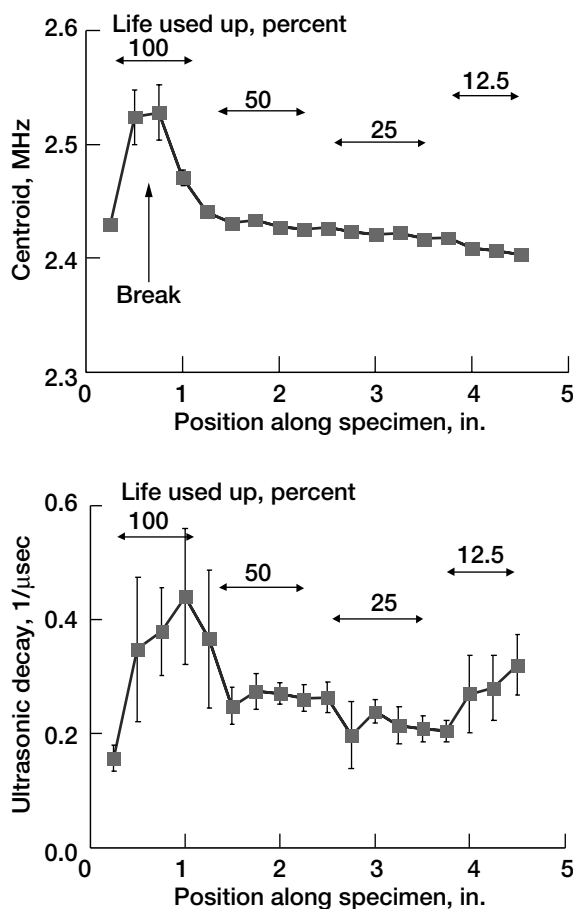 Life used up, percent
100
50
25
12.5
Break
Centroid, MHz
2.6
2.5
2.4
2.3
0 1 2 3 4 5
Position along specimen, in.
Life used up, percent
100
50
25
12.5
Ultrasonic decay, 1/μsec
0.6
0.4
0.2
0.0
0 1 2 3 4 5
Position along specimen, in.